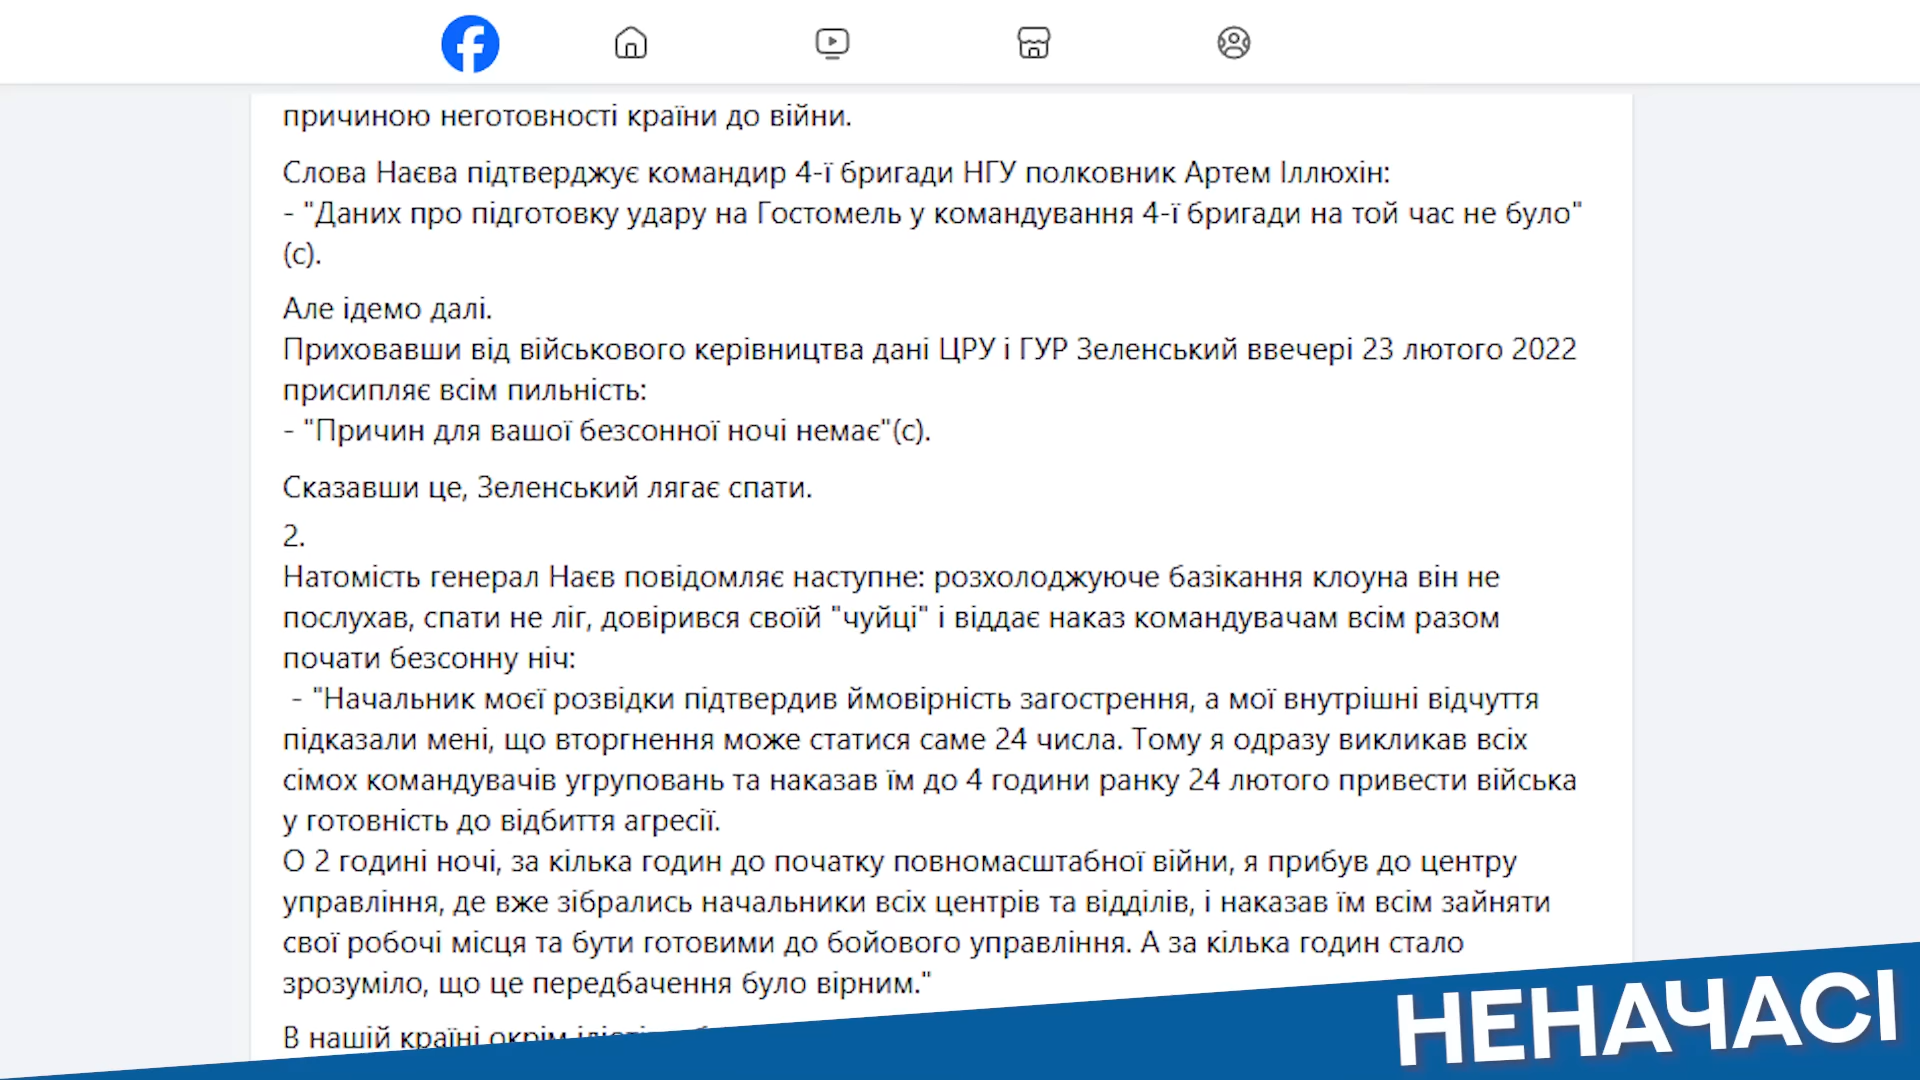 причиною неготовності країни до війни.
Слова Наєва підтверджує командир 4-ї бригади НГУ полковник Артем Іллюхін:
- "Даних про підготовку удару на Гостомель у командування 4-ї бригади на той час не було"
(с).
Але ідемо далі.
Приховавши від військового керівництва дані ЦРУ і ГУР Зеленський ввечері 23 лютого 2022
присипляє всім пильність:
- "Причин для вашої безсонної ночі немає"(с).
Сказавши це, Зеленський лягає спати.
2.
Натомість генерал Наєв повідомляє наступне: розхолоджуюче базікання клоуна він не
послухав, спати не ліг, довірився своїй "чуйці" і віддає наказ командувачам всім разом
почати безсонну ніч:
- "Начальник моєї розвідки підтвердив ймовірність загострення, а мої внутрішні відчуття
підказали мені, що вторгнення може статися саме 24 числа. Тому я одразу викликав всіх
сімох командувачів угруповань та наказав їм до 4 години ранку 24 лютого привести війська
у готовність до відбиття агресії.
О 2 годині ночі, за кілька годин до початку повномасштабної війни, я прибув до центру
управління, де вже зібрались начальники всіх центрів та відділів, і наказав їм всім зайняти
свої робочі місця та бути готовими до бойового управління. А за кілька годин стало
зрозуміло, що це передбачення було вірним."
В нашій країні окрім
НЕНАЧАСІ